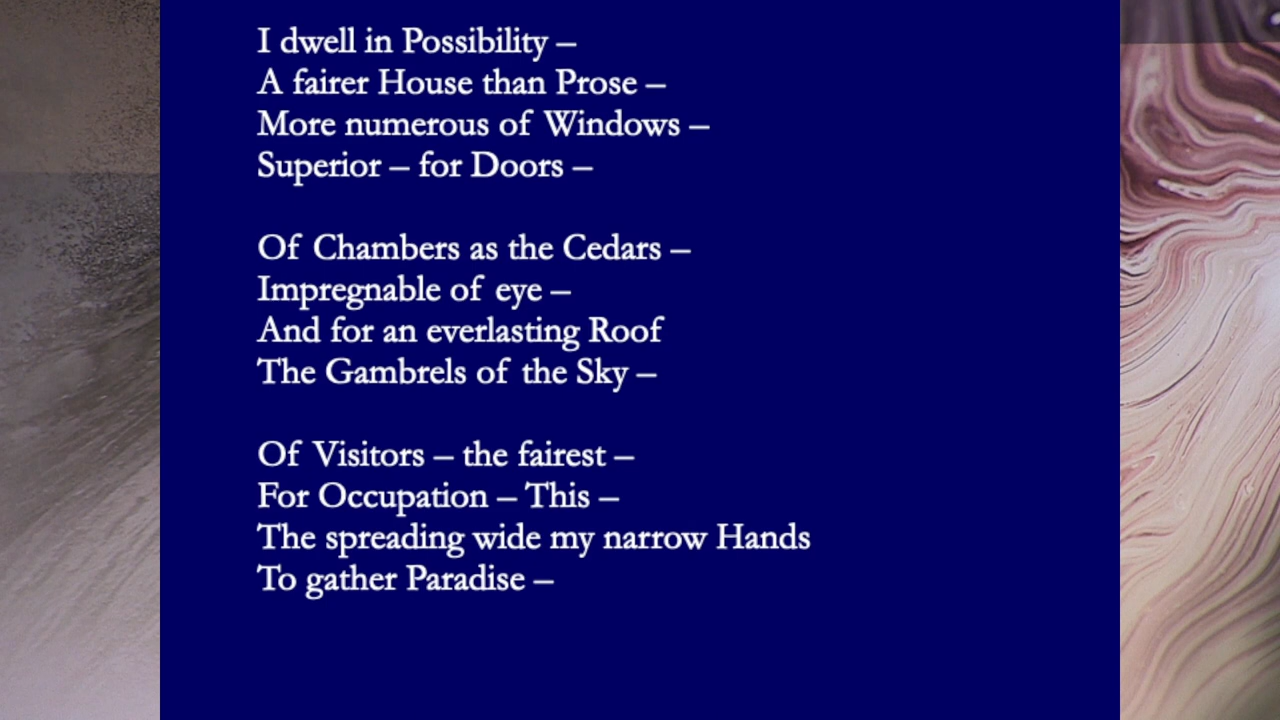 I dwell in Possibility –
A fairer House than Prose –
More numerous of Windows –
Superior – for Doors –
Of Chambers as the Cedars –
Impregnable of eye –
And for an everlasting Roof
The Gambrels of the Sky –
Of Visitors – the fairest –
For Occupation – This –
The spreading wide my narrow Hands
To gather Paradise –